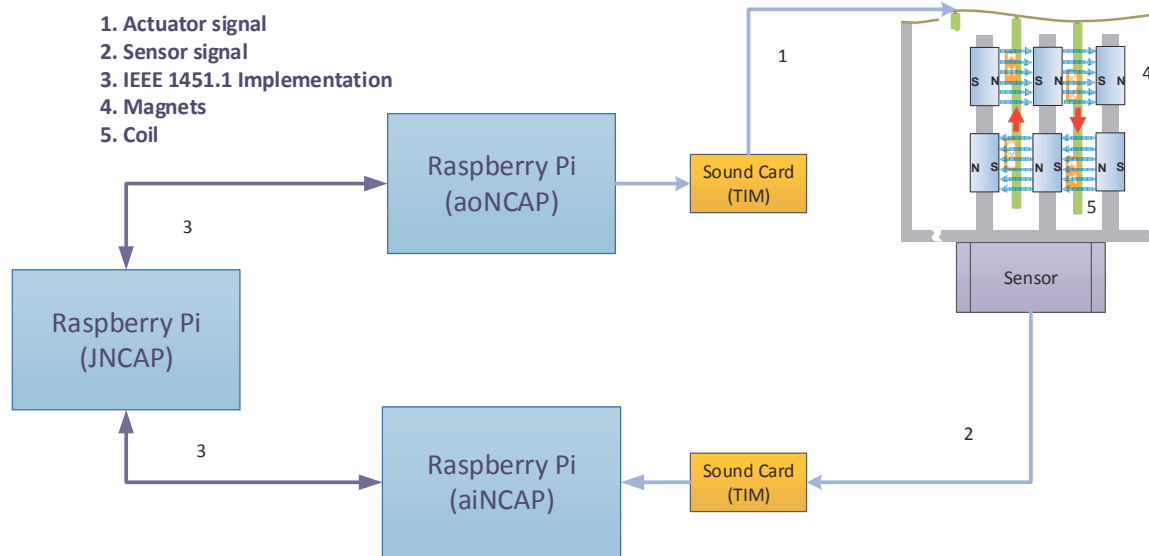 1. Actuator signal
2. Sensor signal
3. IEEE 1451.1 Implementation
4. Magnets
5. Coil
1
Raspberry Pi
(aoNCAP)
Sound Card
(TIM)
S N S N S N
4
N S N S N S
5
3
Sensor
Raspberry Pi
(JNCAP)
3
2
Raspberry Pi
(aiNCAP)
Sound Card
(TIM)